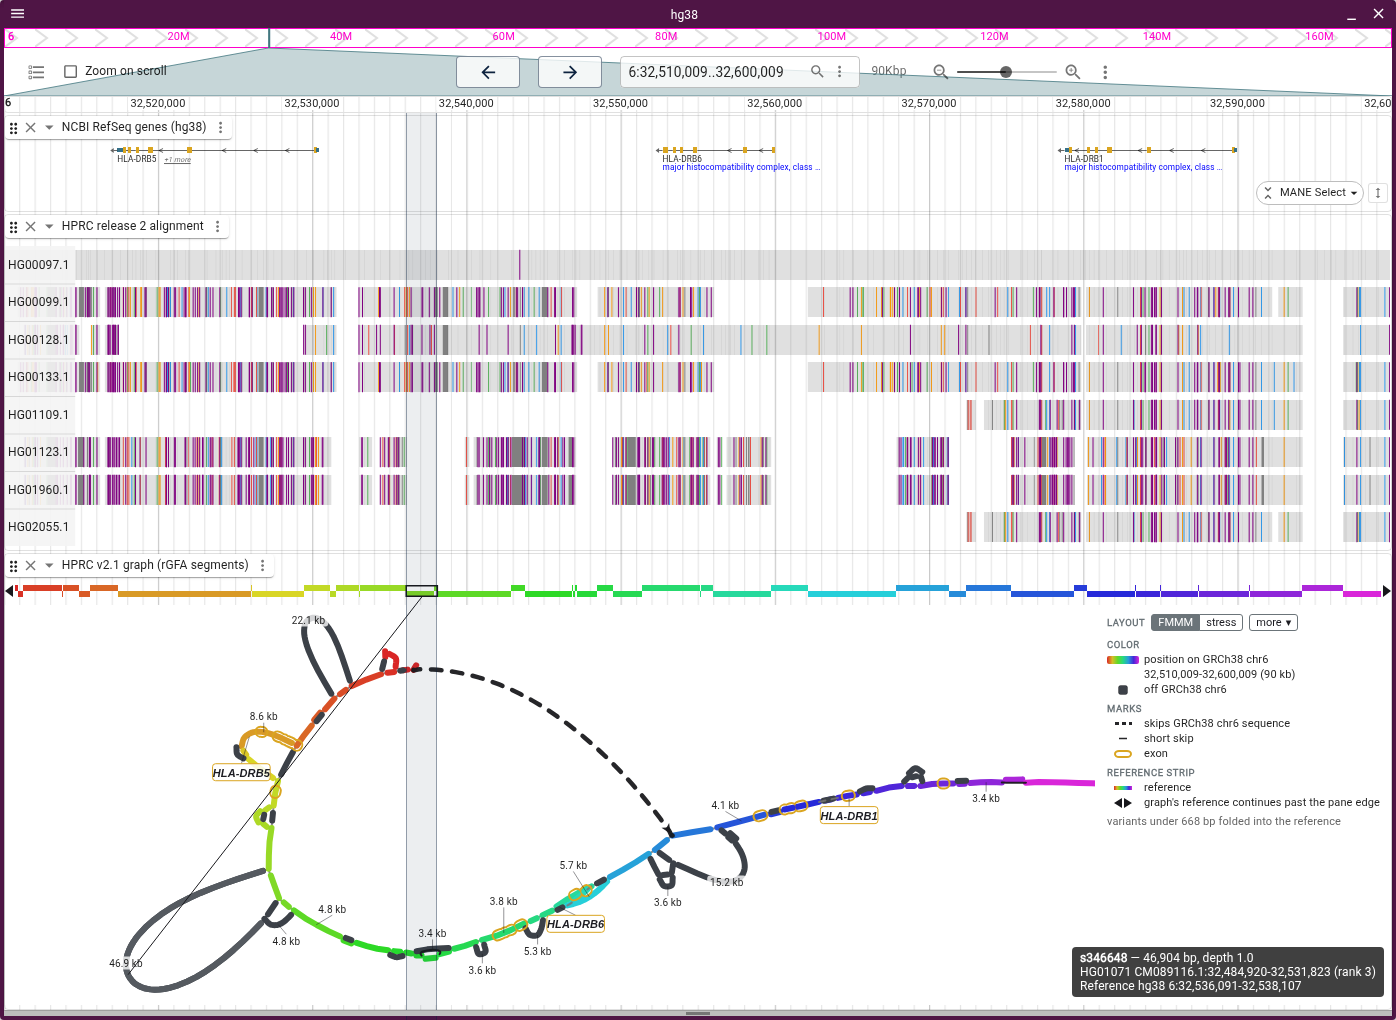 hg38
6 20M 40M 60M 80M 100M 120M 140M 160M
Zoom on scroll
6:32,510,009..32,600,009
90Kbp
6 32,520,000 32,530,000 32,540,000 32,550,000 32,560,000 32,570,000 32,580,000 32,590,000 32,60
NCBI RefSeq genes (hg38)
HLA-DRB5 +1 more
HLA-DRB6
major histocompatibility complex, class ...
HLA-DRB1
major histocompatibility complex, class ...
MANE Select
HPRC release 2 alignment
HG00097.1
HG00099.1
HG00128.1
HG00133.1
HG01109.1
HG01123.1
HG01960.1
HG02055.1
HPRC v2.1 graph (rGFA segments)
22.1 kb
8.6 kb
HLA-DRB5
46.9 kb
4.8 kb
4.8 kb
3.4 kb
3.6 kb
3.8 kb
5.3 kb
5.7 kb
HLA-DRB6
3.6 kb
4.1 kb
15.2 kb
HLA-DRB1
3.4 kb
LAYOUT FMMM stress more ▾
COLOR
position on GRCh38 chr6
32,510,009-32,600,009 (90 kb)
off GRCh38 chr6
MARKS
skips GRCh38 chr6 sequence
short skip
exon
REFERENCE STRIP
reference
graph's reference continues past the pane edge
variants under 668 bp folded into the reference
s346648 — 46,904 bp, depth 1.0
HG01071 CM089116.1:32,484,920-32,531,823 (rank 3)
Reference hg38 6:32,536,091-32,538,107